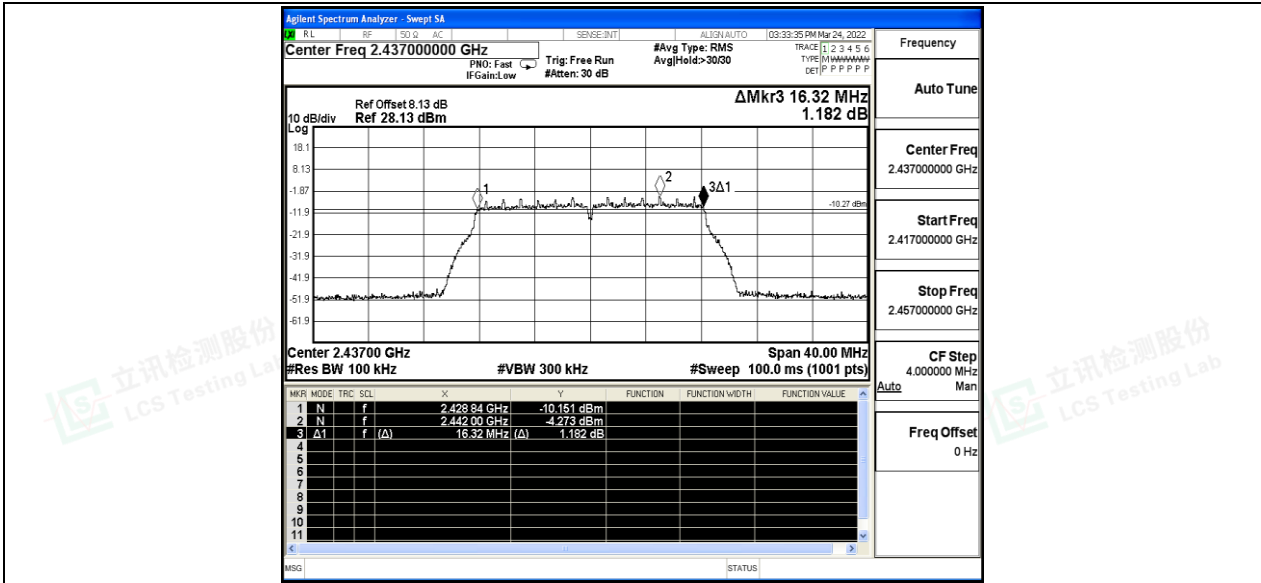 Agilent Spectrum Analyzer - Swept SA
RL RF 50 Ω AC SENSE:INT ALIGN AUTO 03:33:35 PM Mar 24, 2022
Center Freq 2.437000000 GHz
PNO: Fast
IFGain:Low
Trig: Free Run
#Atten: 30 dB
#Avg Type: RMS
Avg|Hold:>30/30
TRACE 1 2 3 4 5 6
TYPE M WWWWW
DET P P P P P P
Frequency
Ref Offset 8.13 dB
10 dB/div Ref 28.13 dBm
Log
ΔMkr3 16.32 MHz
1.182 dB
18.1
8.13
-1.87
-11.9
-21.9
-31.9
-41.9
-51.9
-61.9
1
2
3Δ1
-10.27 dBm
Center 2.43700 GHz Span 40.00 MHz
#Res BW 100 kHz #VBW 300 kHz #Sweep 100.0 ms (1001 pts)
MKR MODE TRC SCL X Y FUNCTION FUNCTION WIDTH FUNCTION VALUE
1 N f 2.428 84 GHz -10.151 dBm
2 N f 2.442 00 GHz -4.273 dBm
3 Δ1 f (Δ) 16.32 MHz (Δ) 1.182 dB
4
5
6
7
8
9
10
11
MSG STATUS
Auto Tune
Center Freq
2.437000000 GHz
Start Freq
2.417000000 GHz
Stop Freq
2.457000000 GHz
CF Step
4.000000 MHz
Auto Man
Freq Offset
0 Hz
立讯检测股份
LCS Testing Lab
立讯检测股份
LCS Testing Lab